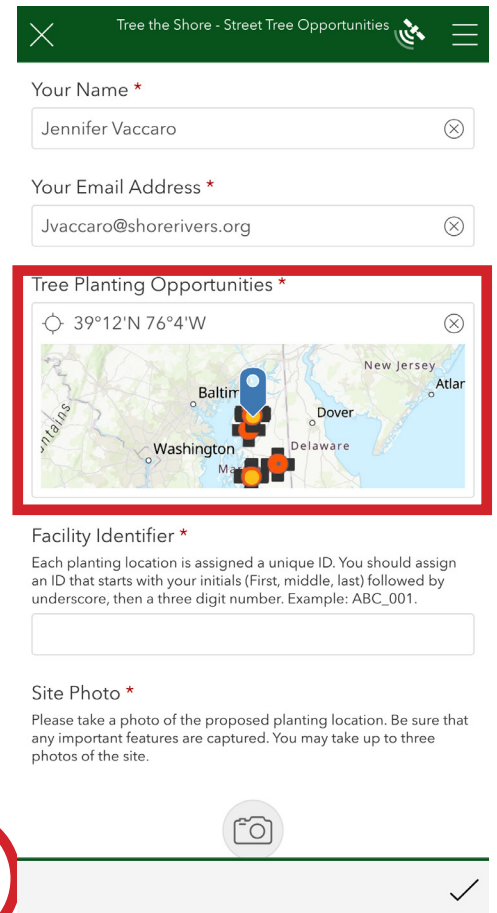 Tree the Shore - Street Tree Opportunities
Your Name *
Jennifer Vaccaro
Your Email Address *
Jvaccaro@shorerivers.org
Tree Planting Opportunities *
39°12'N 76°4'W
New Jersey
Baltim
Atlar
Dover
ntains
Washington
Delaware
Ma
Facility Identifier *
Each planting location is assigned a unique ID. You should assign
an ID that starts with your initials (First, middle, last) followed by
underscore, then a three digit number. Example: ABC_001.
Site Photo *
Please take a photo of the proposed planting location. Be sure that
any important features are captured. You may take up to three
photos of the site.